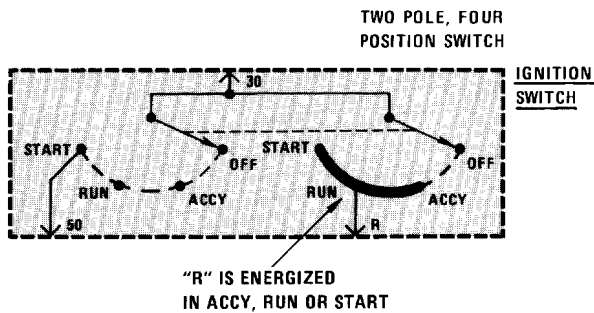 TWO POLE, FOUR
POSITION SWITCH
IGNITION
SWITCH
30
START
OFF
RUN
ACCY
50
START
OFF
RUN
ACCY
R
"R" IS ENERGIZED
IN ACCY, RUN OR START